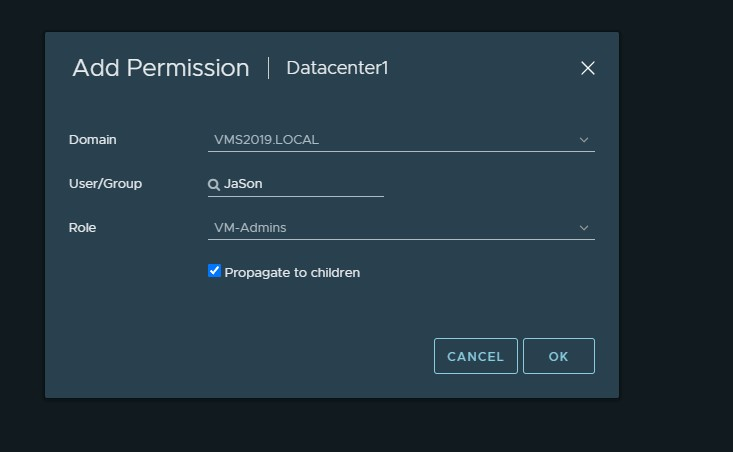 Add Permission | Datacenter1
Domain VMS2019.LOCAL
User/Group JaSon
Role VM-Admins
Propagate to children
CANCEL OK